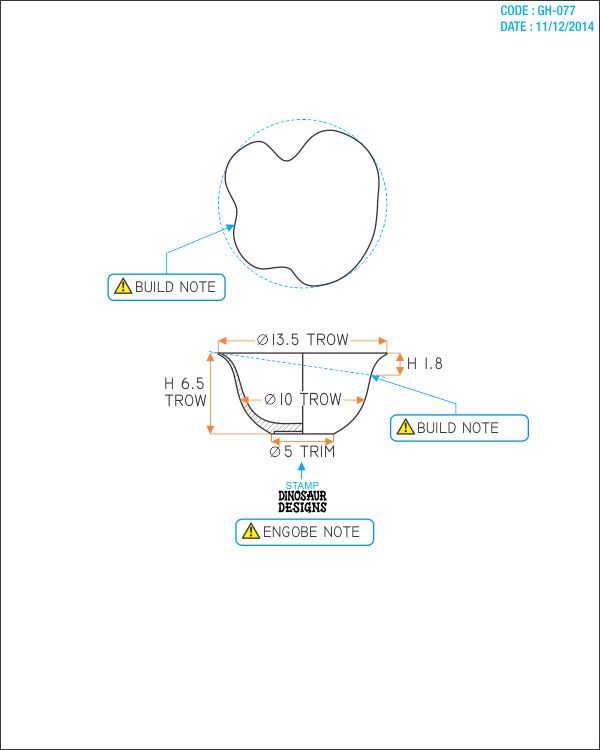 CODE : GH-077
DATE : 11/12/2014
BUILD NOTE
Ø13.5 TROW
H 1.8
H 6.5
TROW
Ø10 TROW
BUILD NOTE
Ø5 TRIM
STAMP
DINOSAUR
DESIGNS
ENGOBE NOTE